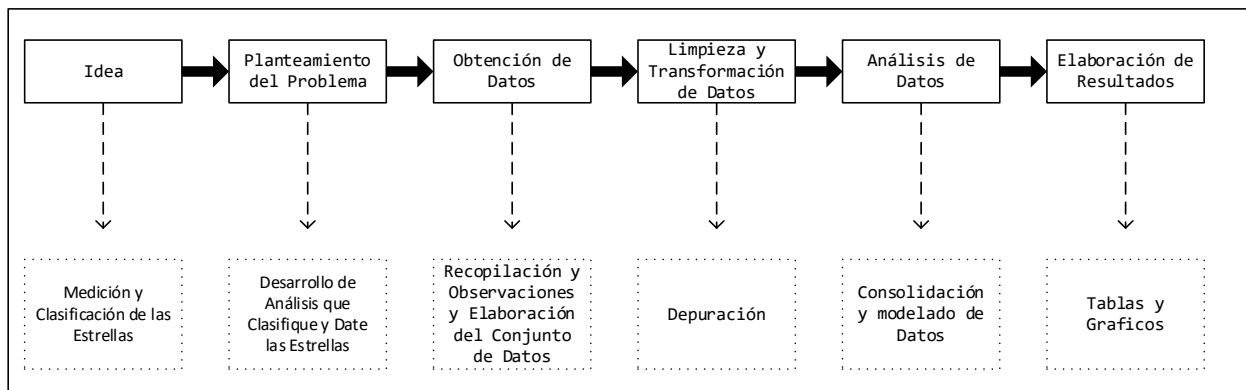 Idea
Planteamiento
del Problema
Obtención de
Datos
Limpieza y
Transformación
de Datos
Análisis de
Datos
Elaboración de
Resultados
Medición y
Clasificación de las
Estrellas
Desarrollo de
Análisis que
Clasifique y Date
las Estrellas
Recopilación y
Observaciones
y Elaboración
del Conjunto
de Datos
Depuración
Consolidación
y modelado de
Datos
Tablas y
Graficos